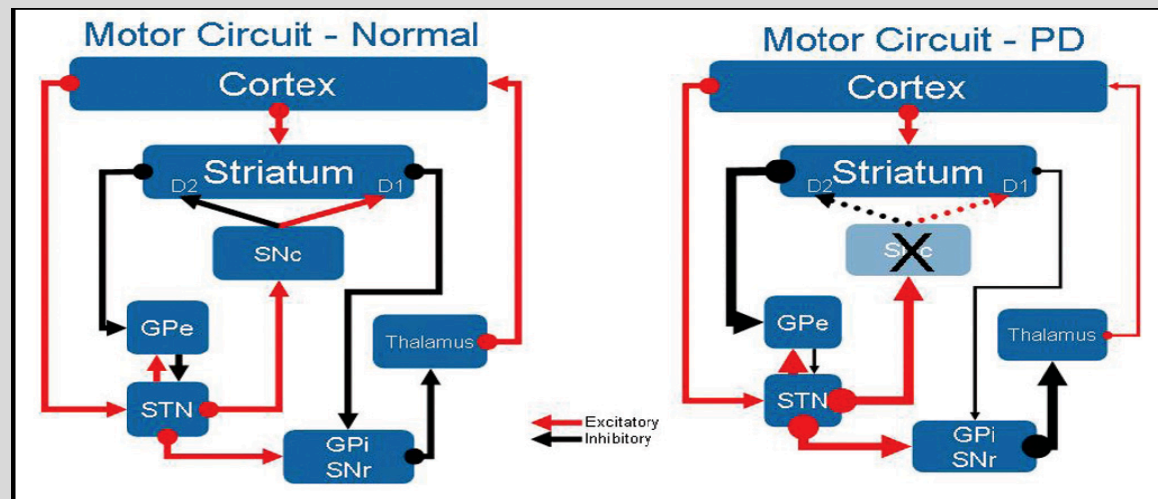 Motor Circuit - Normal
Cortex
Striatum
D2
D1
SNc
GPe
Thalamus
STN
GPi
SNr
Excitatory
Inhibitory
Motor Circuit - PD
Cortex
Striatum
D2
D1
GPe
Thalamus
STN
GPi
SNr